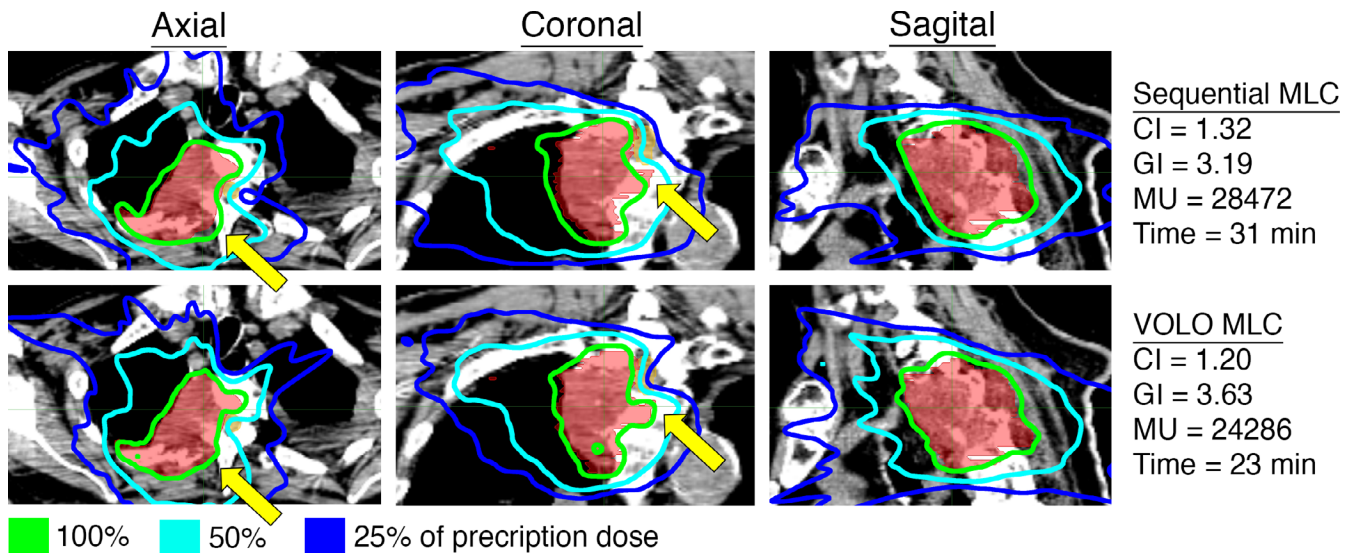 Axial
Coronal
Sagital
Sequential MLC
CI = 1.32
GI = 3.19
MU = 28472
Time = 31 min
VOLO MLC
CI = 1.20
GI = 3.63
MU = 24286
Time = 23 min
100%
50%
25% of precription dose